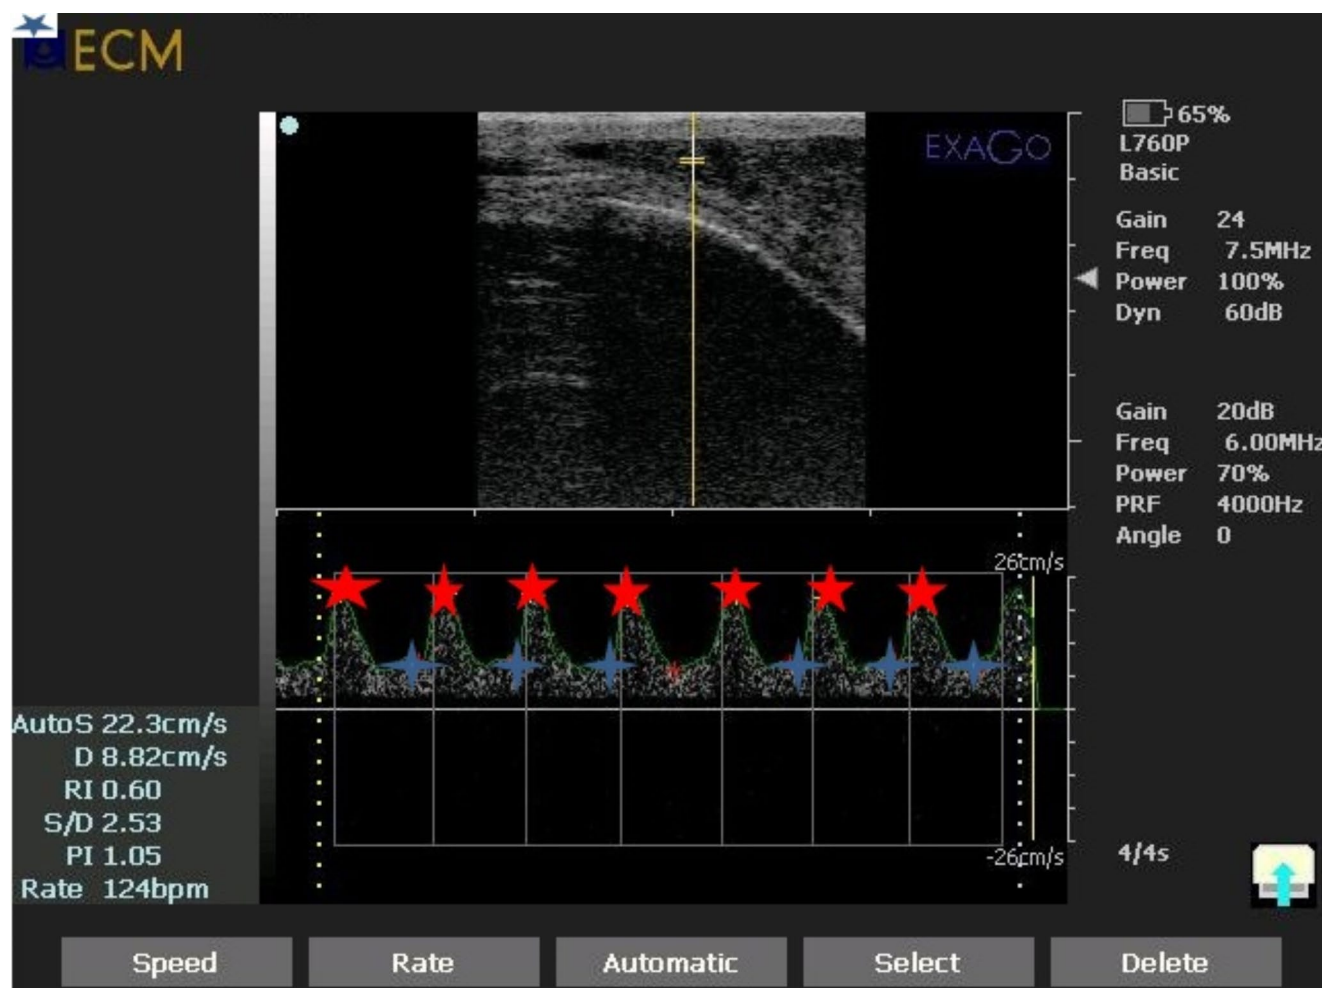 ECM
EXAGO
65%
L760P
Basic
Gain 24
Freq 7.5MHz
Power 100%
Dyn 60dB
Gain 20dB
Freq 6.00MHz
Power 70%
PRF 4000Hz
Angle 0
26cm/s
-26cm/s
4/4s
AutoS 22.3cm/s
D 8.82cm/s
RI 0.60
S/D 2.53
PI 1.05
Rate 124bpm
Speed Rate Automatic Select Delete